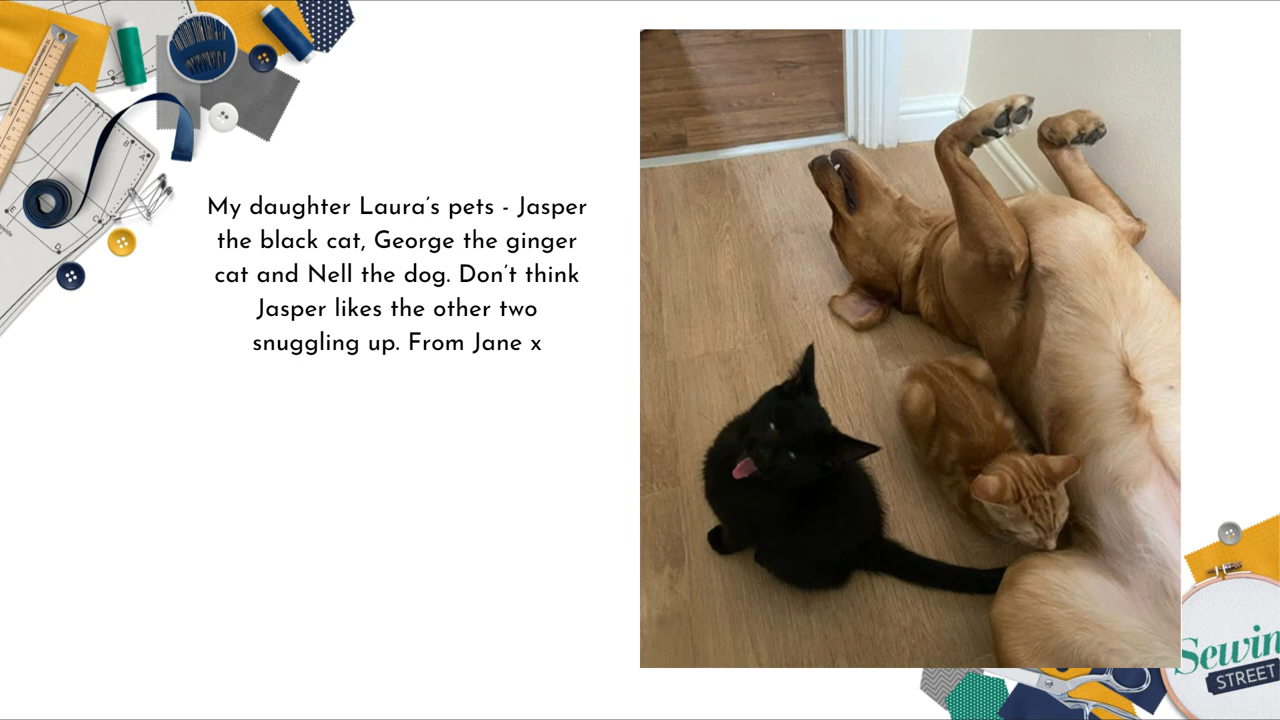 My daughter Laura's pets - Jasper
the black cat, George the ginger
cat and Nell the dog. Don't think
Jasper likes the other two
snuggling up. From Jane x
Sewin
STREET